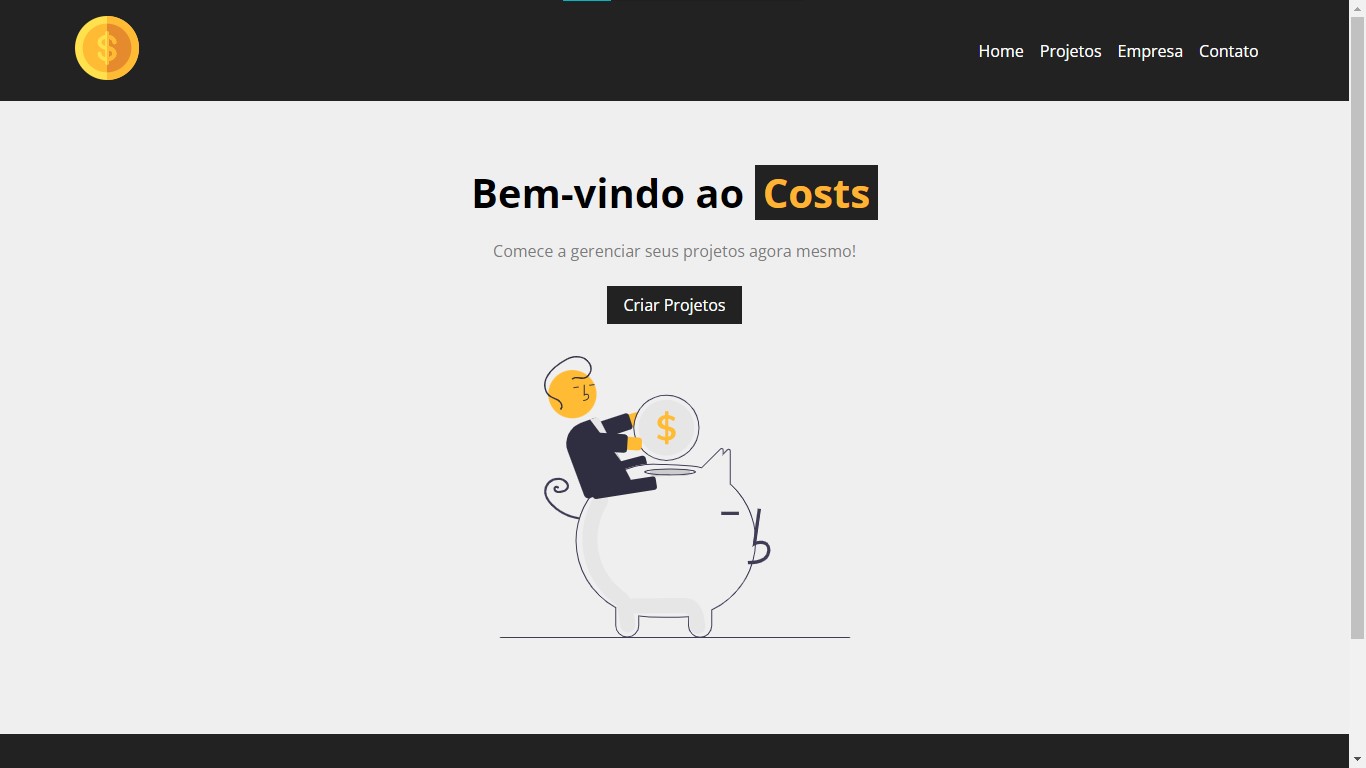 $
Home Projetos Empresa Contato
Bem-vindo ao Costs
Comece a gerenciar seus projetos agora mesmo!
Criar Projetos
$